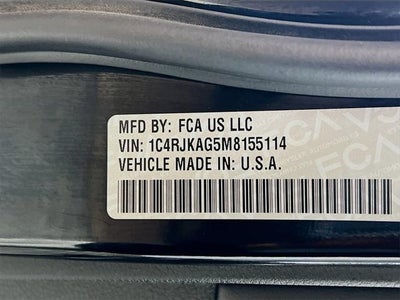 MFD BY: FCA US LLC
VIN: 1C4RJKAG5M8155114
VEHICLE MADE IN: U.S.A.